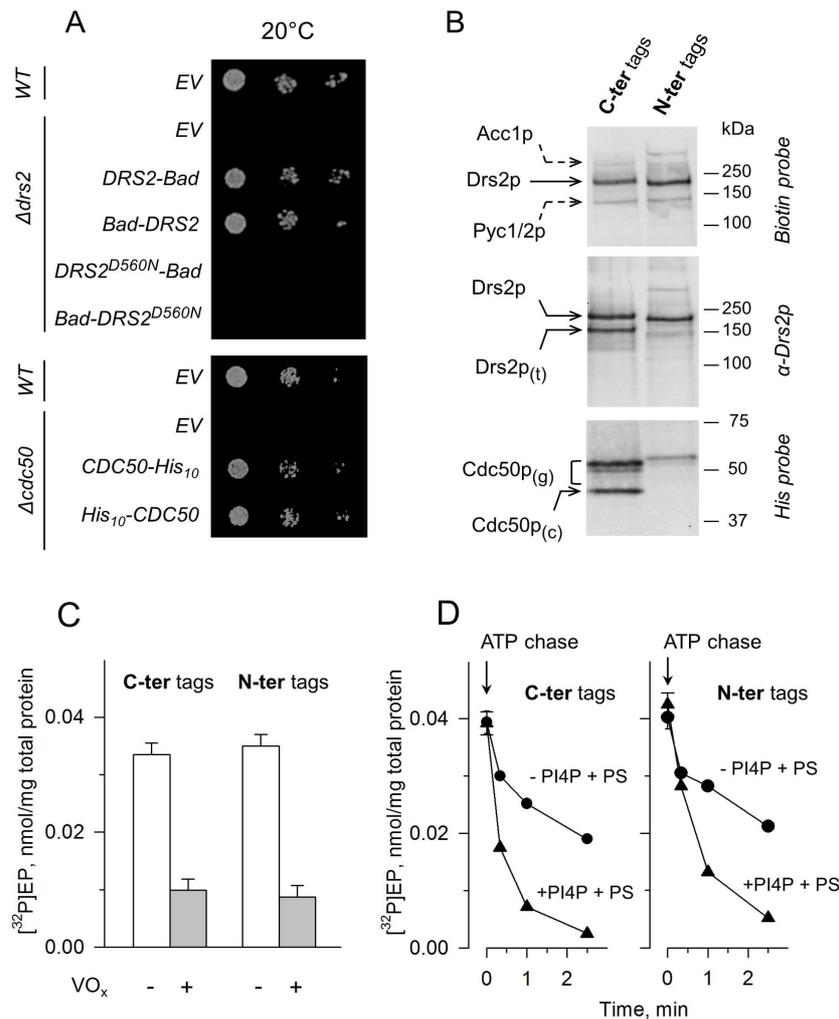 A
20°C
WT
EV
Δdrs2
EV
DRS2-Bad
Bad-DRS2
DRS2^D560N-Bad
Bad-DRS2^D560N
WT
EV
Δcdc50
EV
CDC50-His₁₀
His₁₀-CDC50
B
C-ter tags
N-ter tags
kDa
Acc1p
Drs2p
Pyc1/2p
250
150
100
Biotin probe
Drs2p
Drs2p(t)
250
150
100
α-Drs2p
Cdc50p(g)
Cdc50p(c)
75
50
37
His probe
C
[³²P]EP, nmol/mg total protein
0.04
0.02
0.00
C-ter tags
N-ter tags
VOₓ
- + - +
D
[³²P]EP, nmol/mg total protein
0.04
0.02
0.00
ATP chase
C-ter tags
- PI4P + PS
+PI4P + PS
0 1 2
ATP chase
N-ter tags
- PI4P + PS
+PI4P + PS
0 1 2
Time, min